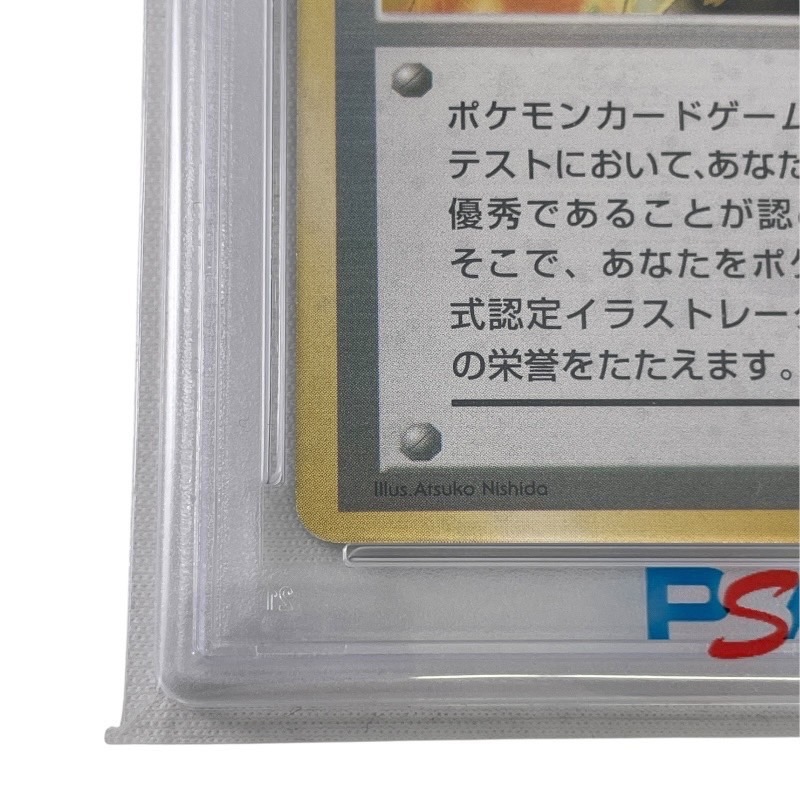 ポケモンカードゲーム
テストにおいて、あなた
優秀であることが認
そこで、あなたをポケ
式認定イラストレー
の栄誉をたたえます。
Illus. Atsuko Nishida
PS